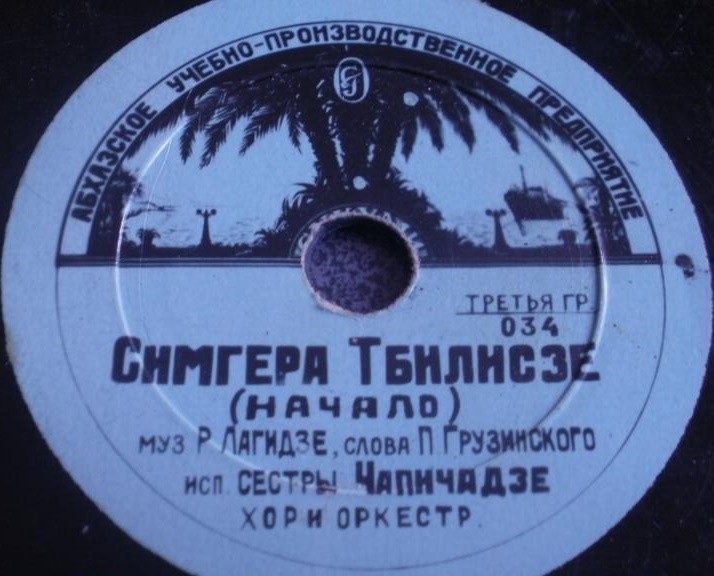 АБХАЗСКОЕ УЧЕБНО-ПРОИЗВОДСТВЕННОЕ ПРЕДПРИЯТИЕ
ТРЕТЬЯ ГР
034
СИМГЕРА ТБИЛИСЗЕ
(НАЧАЛО)
МУЗ Р. ЛАГИДЗЕ, СЛОВА П. ГРУЗИНСКОГО
ИСП. СЕСТРЫ ЧАПИЧАДЗЕ
ХОР И ОРКЕСТР.